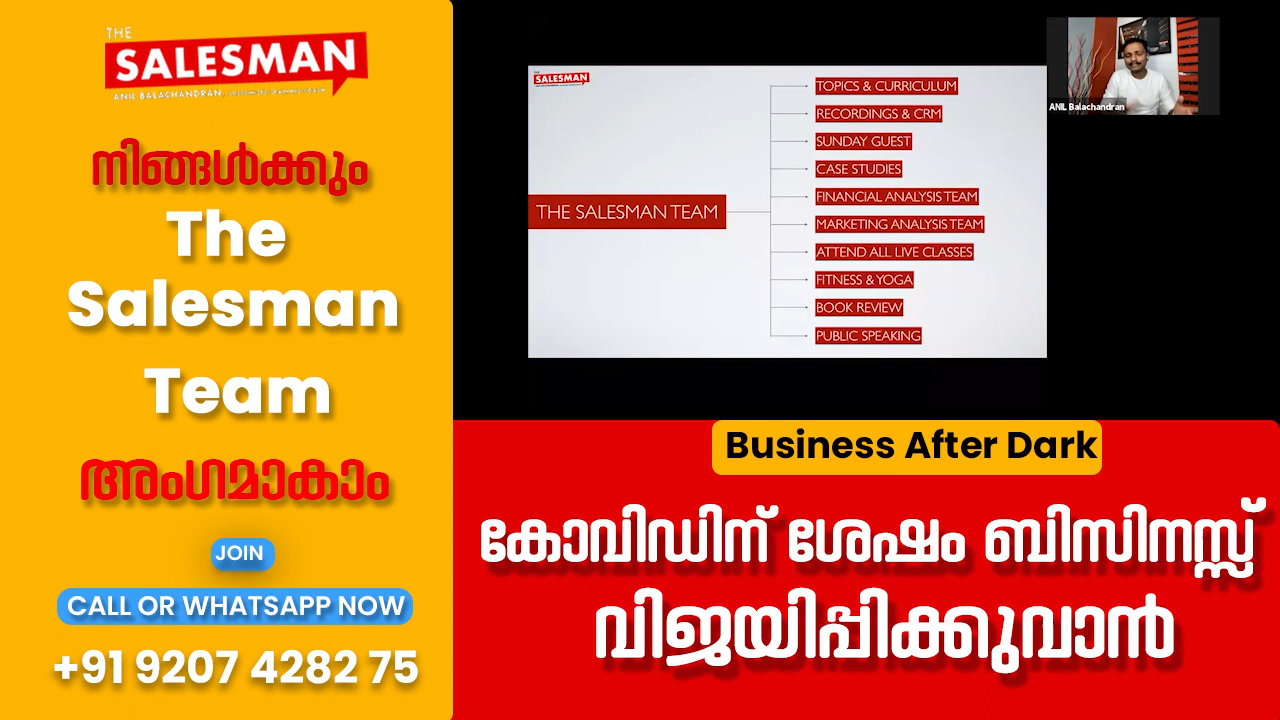 THE
SALESMAN
ANIL BALACHANDRAN
നിങ്ങൾക്കും
The
Salesman
Team
അംഗമാകാം
JOIN
CALL OR WHATSAPP NOW
+91 9207 4282 75
SALESMAN
THE SALESMAN TEAM
TOPICS & CURRICULUM
RECORDINGS & CRM
SUNDAY GUEST
CASE STUDIES
FINANCIAL ANALYSIS TEAM
MARKETING ANALYSIS TEAM
ATTEND ALL LIVE CLASSES
FITNESS & YOGA
BOOK REVIEW
PUBLIC SPEAKING
ANIL Balachandran
Business After Dark
കോവിഡിന് ശേഷം ബിസിനസ്സ്
വിജയിപ്പിക്കുവാൻ